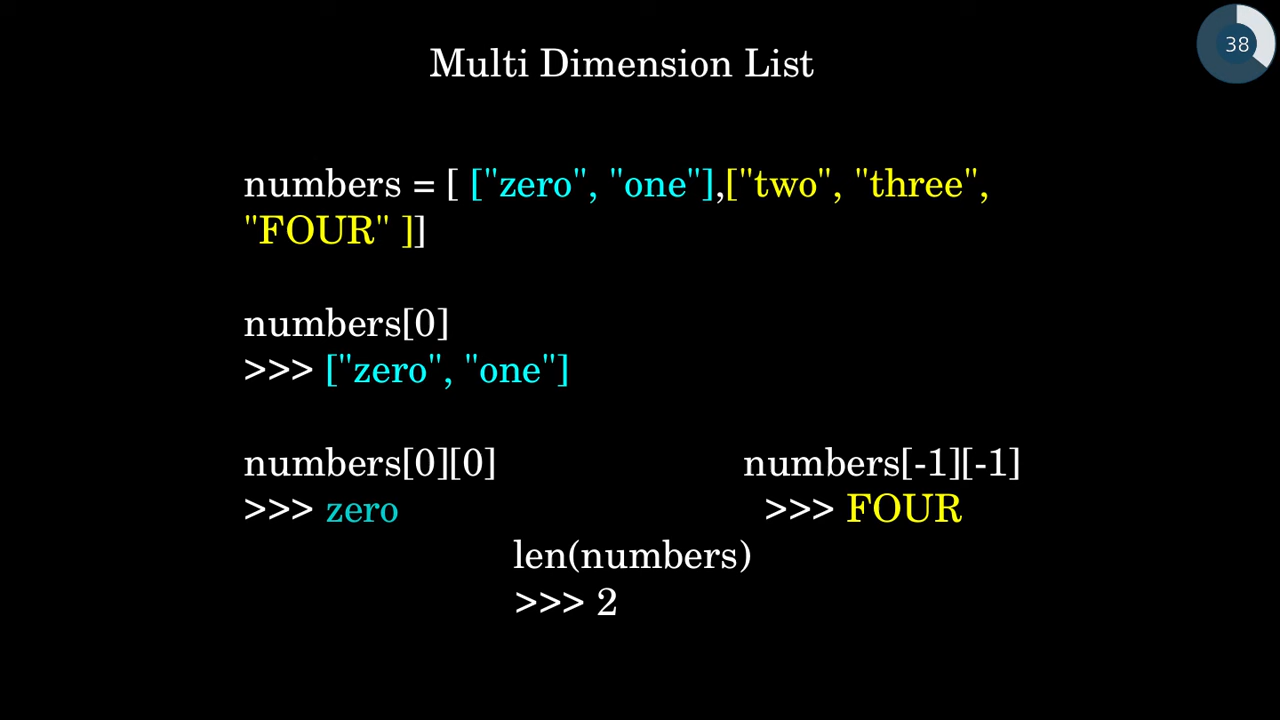 38
Multi Dimension List
numbers = [ ["zero", "one"],["two", "three",
"FOUR" ]]
numbers[0]
>>> ["zero", "one"]
numbers[0][0]
>>> zero
numbers[-1][-1]
>>> FOUR
len(numbers)
>>> 2